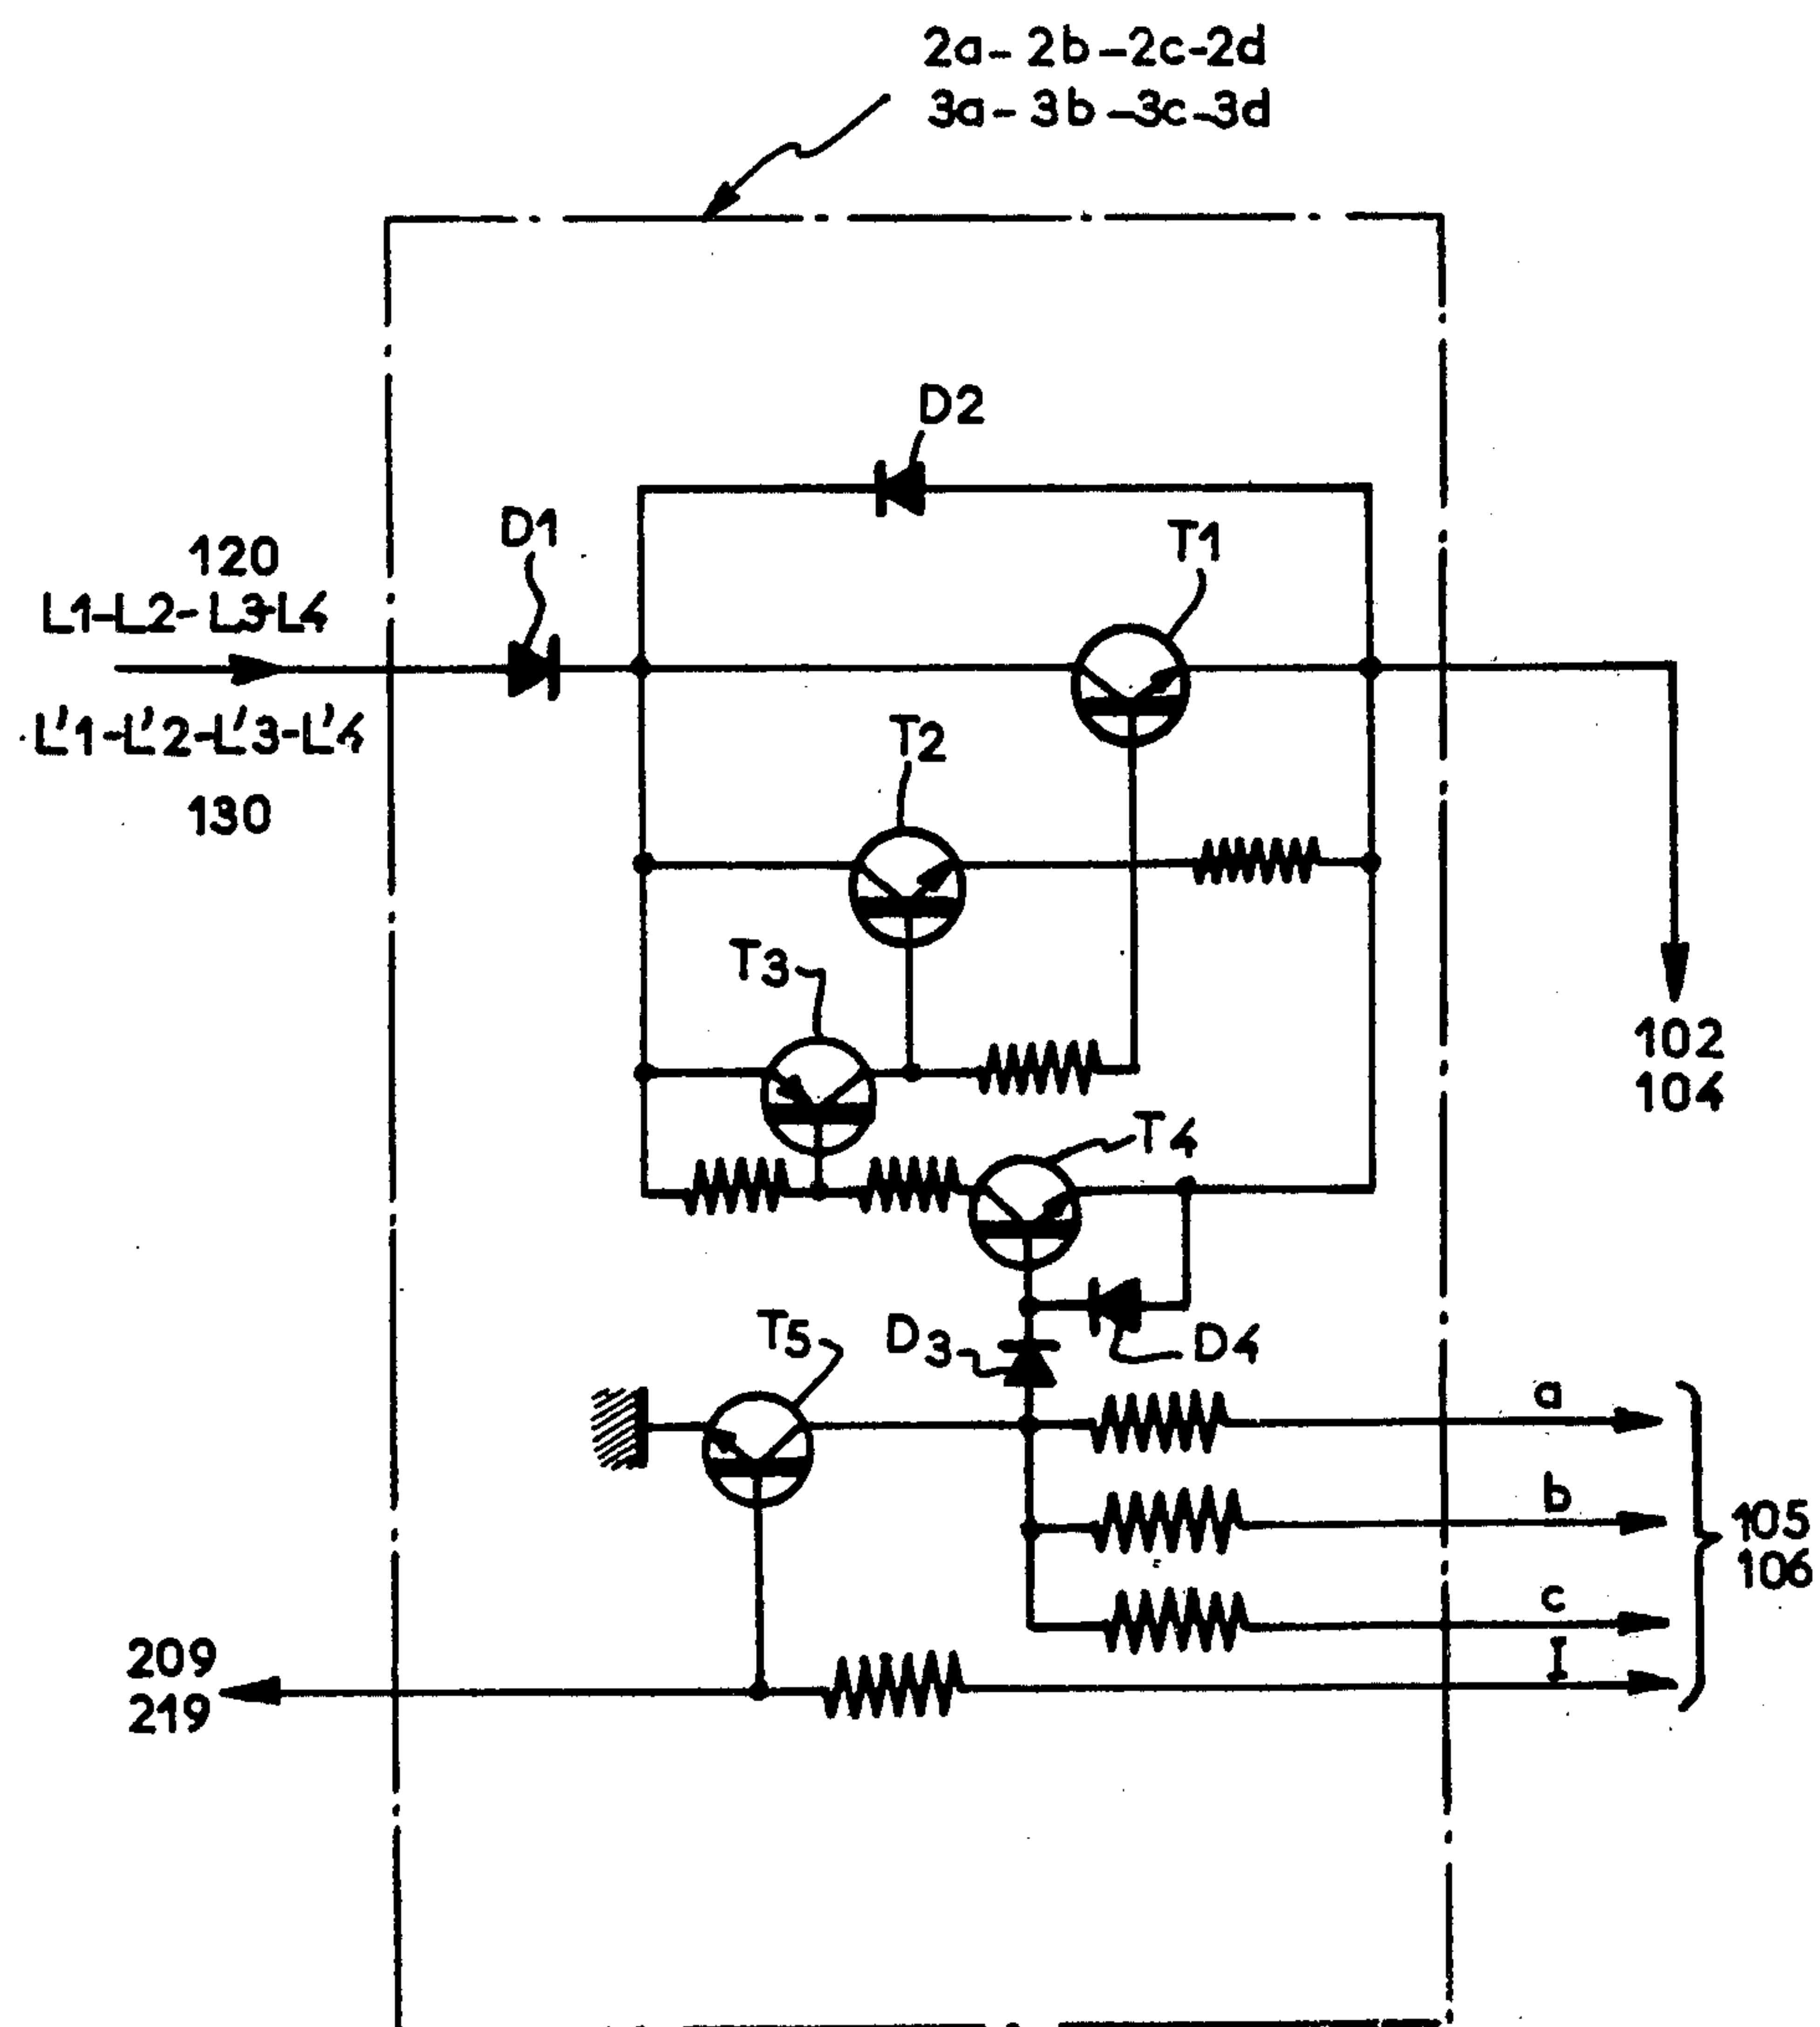 2a-2b-2c-2d
3a-3b-3c-3d
D2
D1
T1
120
L1-L2-L3-L4
L'1-L'2-L'3-L'4
130
T2
T3
102
104
T4
T5
D3
D4
a
b
105
106
c
I
209
219